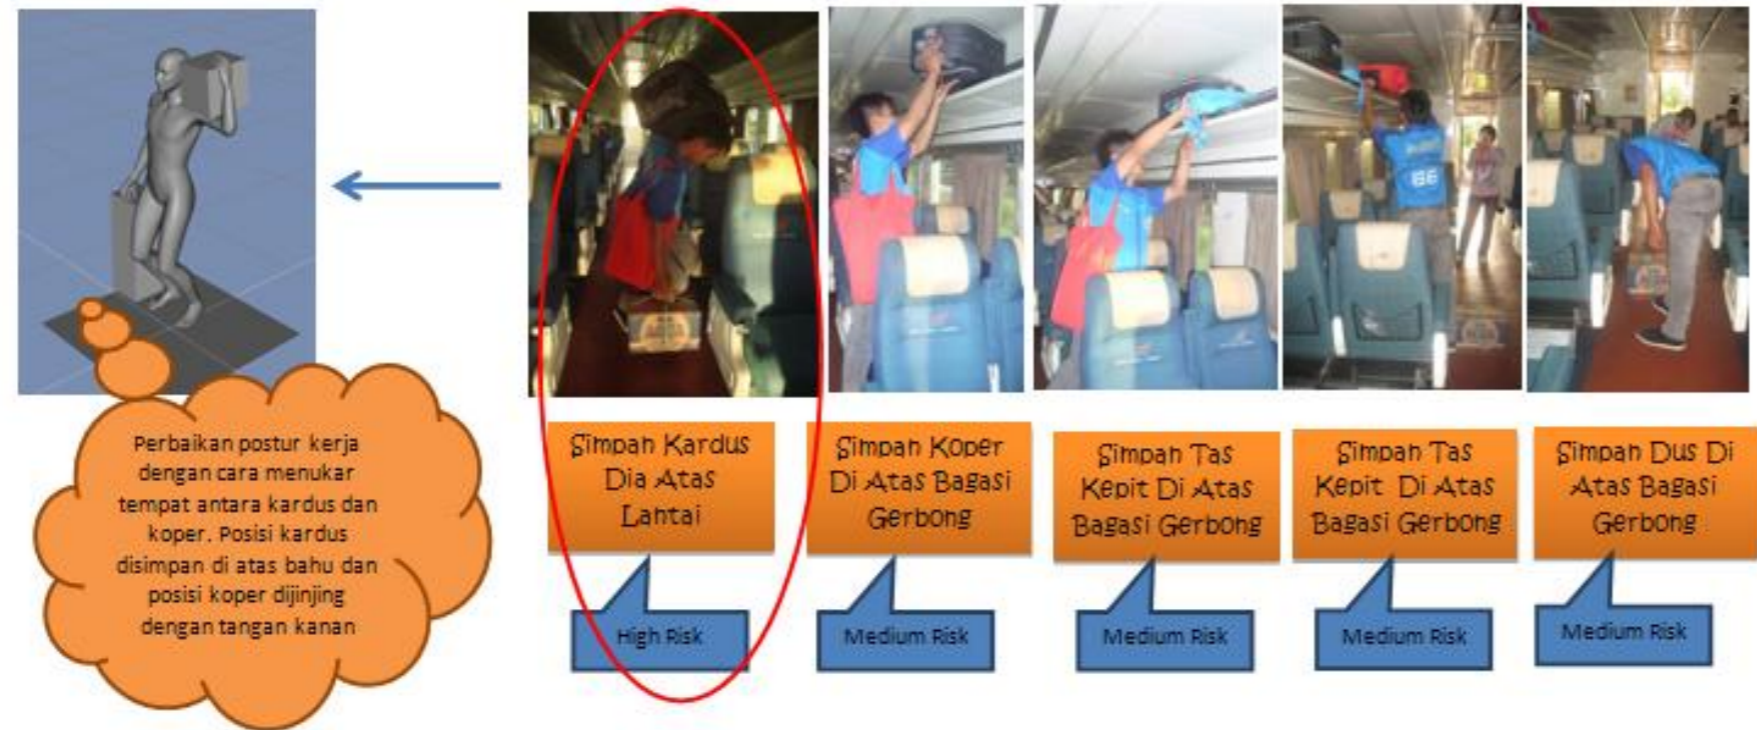 Perbaikan postur kerja
dengan cara menukar
tempat antara kardus dan
koper. Posisi kardus
disimpan di atas bahu dan
posisi koper dijinjing
dengan tangan kanan
Simpan Kardus
Dia Atas
Lantai
High Risk
Simpan Koper
Di Atas Bagasi
Gerbong
Medium Risk
Simpan Tas
Kepit Di Atas
Bagasi Gerbong
Medium Risk
Simpan Tas
Kepit Di Atas
Bagasi Gerbong
Medium Risk
Simpan Dus Di
Atas Bagasi
Gerbong
Medium Risk